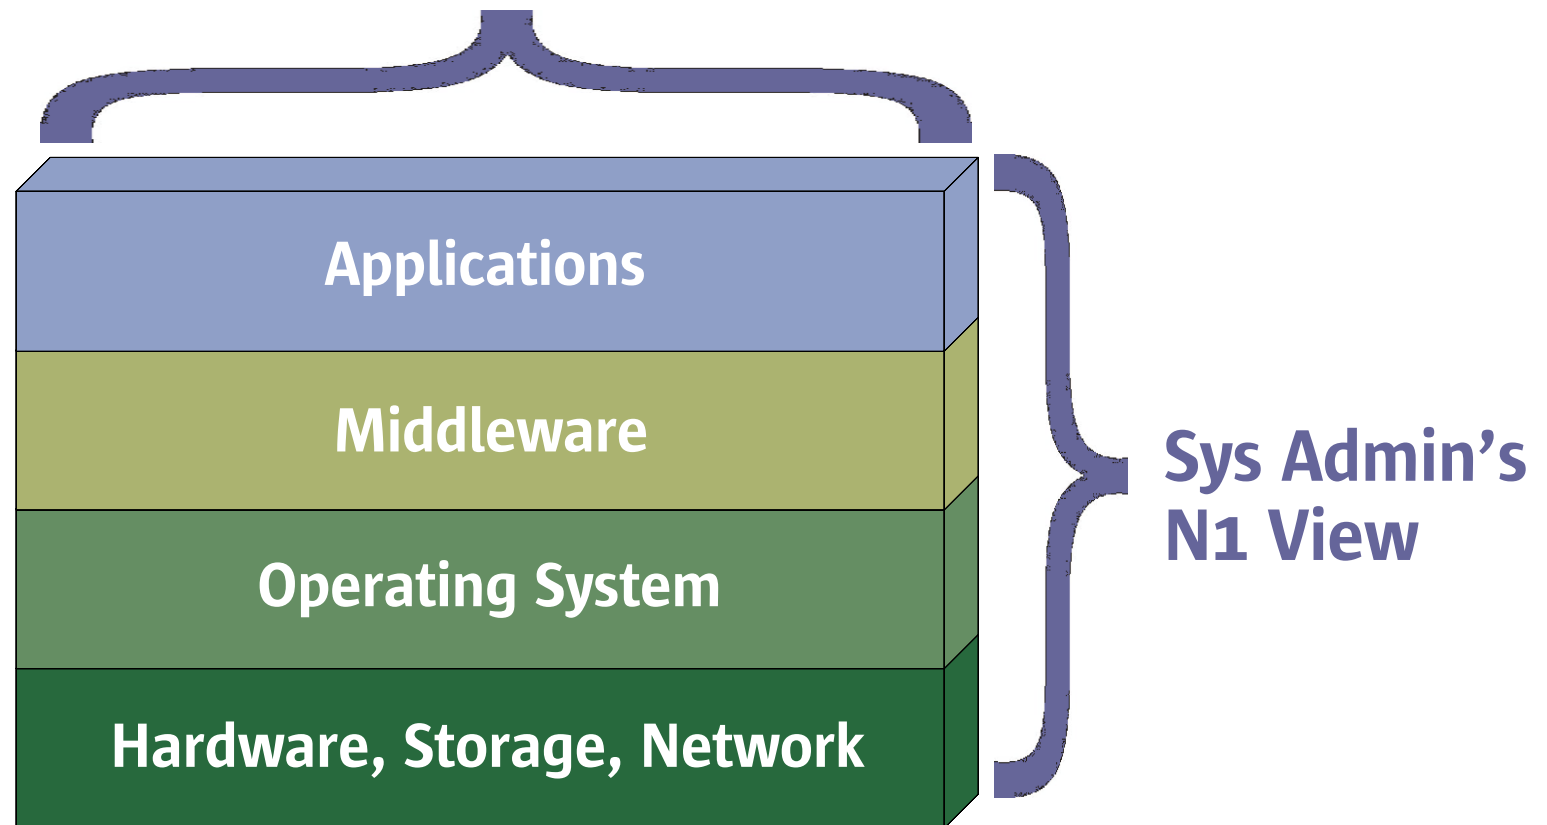 Applications
Middleware
Operating System
Hardware, Storage, Network
Sys Admin’s
N1 View